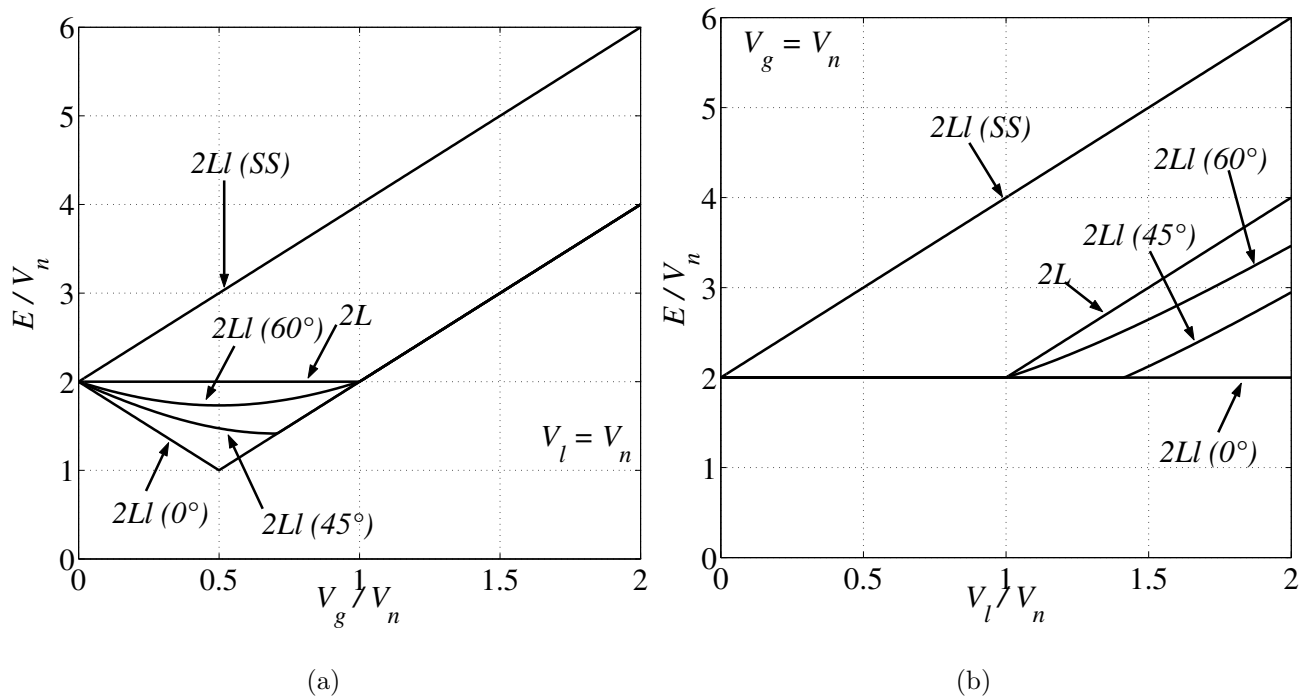 6
5
4
3
2
1
0
E / V_n
2Ll (SS)
2Ll (60°)
2L
V_l = V_n
2Ll (0°)
2Ll (45°)
0
0.5
1
1.5
2
V_g / V_n
(a)
6
5
4
3
2
1
0
E / V_n
V_g = V_n
2Ll (SS)
2Ll (60°)
2Ll (45°)
2L
2Ll (0°)
0
0.5
1
1.5
2
V_l / V_n
(b)